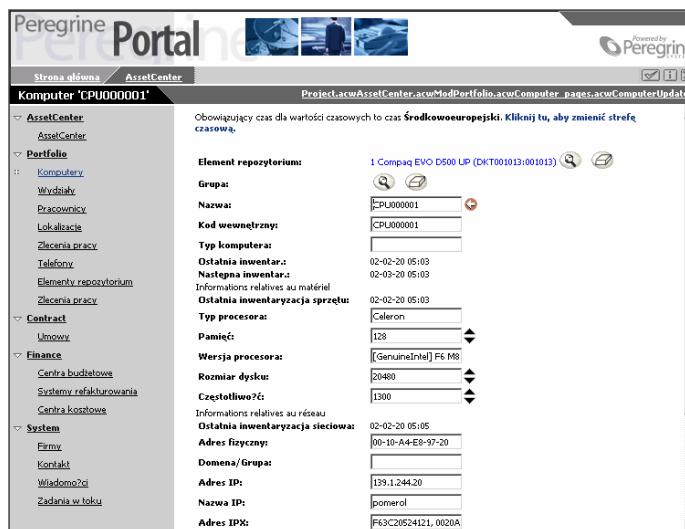 Peregrine Portal
Powered by
Peregrin
Strona główna AssetCenter
Komputer 'CPU000001' Project.acwAssetCenter.acwModPortfolio.acwComputer_pages.acwComputerUpdat
AssetCenter
AssetCenter
Portfolio
Komputery
Wydziały
Pracownicy
Lokalizacje
Zlecenia pracy
Telefony
Elementy repozytorium
Zlecenia pracy
Contract
Umowy
Finance
Centra budżetowe
Systemy refakturowania
Centra kosztowe
System
Firmy
Kontakt
Wiadomo?ci
Zadania w toku
Obowiązujący czas dla wartości czasowych to czas Środkowoeuropejski. Kliknij tu, aby zmienić strefę
czasową.
Element repozytorium: 1 Compaq EVO D500 UP (DKT001013:001013)
Grupa:
Nazwa: CPU000001
Kod wewnętrzny: CPU000001
Typ komputera:
Ostatnia inwentar.: 02-02-20 05:03
Następna inwentar.: 02-03-20 05:03
Informations relatives au matériel
Ostatnia inwentaryzacja sprzętu: 02-02-20 05:03
Typ procesora: Celeron
Pamięć: 128
Wersja procesora: [GenuineIntel] F6 M8
Rozmiar dysku: 20480
Częstotliwo?ć: 1300
Informations relatives au réseau
Ostatnia inwentaryzacja sieciowa: 02-02-20 05:05
Adres fizyczny: 00-10-A4-E8-97-20
Domena/Grupa:
Adres IP: 139.1.244.20
Nazwa IP: pomerol
Adres IPX: F63C20524121, 0020A